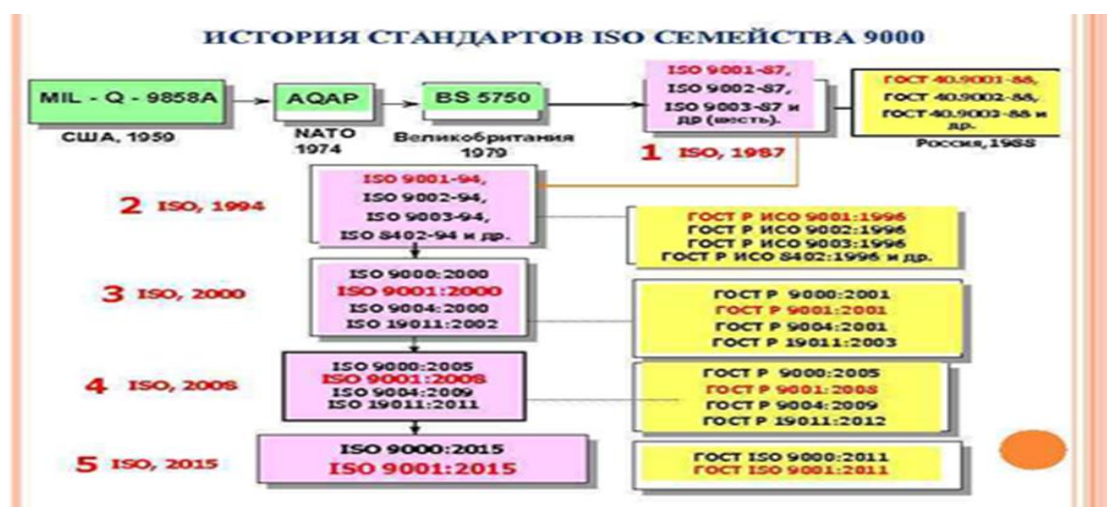 ИСТОРИЯ СТАНДАРТОВ ISO СЕМЕЙСТВА 9000
MIL - Q - 9858A
США, 1959
AQAP
NATO
1974
BS 5750
Великобритания
1979
ISO 9001-87,
ISO 9002-87,
ISO 9003-87 и
др (шесть).
1 ISO, 1987
ГОСТ 40.9001-88,
ГОСТ 40.9002-88,
ГОСТ 40.9003-88 и
др.
Россия,1988
2 ISO, 1994
ISO 9001-94,
ISO 9002-94,
ISO 9003-94,
ISO 8402-94 и др.
ГОСТ Р ИСО 9001:1996
ГОСТ Р ИСО 9002:1996
ГОСТ Р ИСО 9003:1996
ГОСТ Р ИСО 8402:1996 и др.
3 ISO, 2000
ISO 9000:2000
ISO 9001:2000
ISO 9004:2000
ISO 19011:2002
ГОСТ Р 9000:2001
ГОСТ Р 9001:2001
ГОСТ Р 9004:2001
ГОСТ Р 19011:2003
4 ISO, 2008
ISO 9000:2005
ISO 9001:2008
ISO 9004:2009
ISO 19011:2011
ГОСТ Р 9000:2005
ГОСТ Р 9001:2008
ГОСТ Р 9004:2009
ГОСТ Р 19011:2012
5 ISO, 2015
ISO 9000:2015
ISO 9001:2015
ГОСТ ISO 9000:2011
ГОСТ ISO 9001:2011